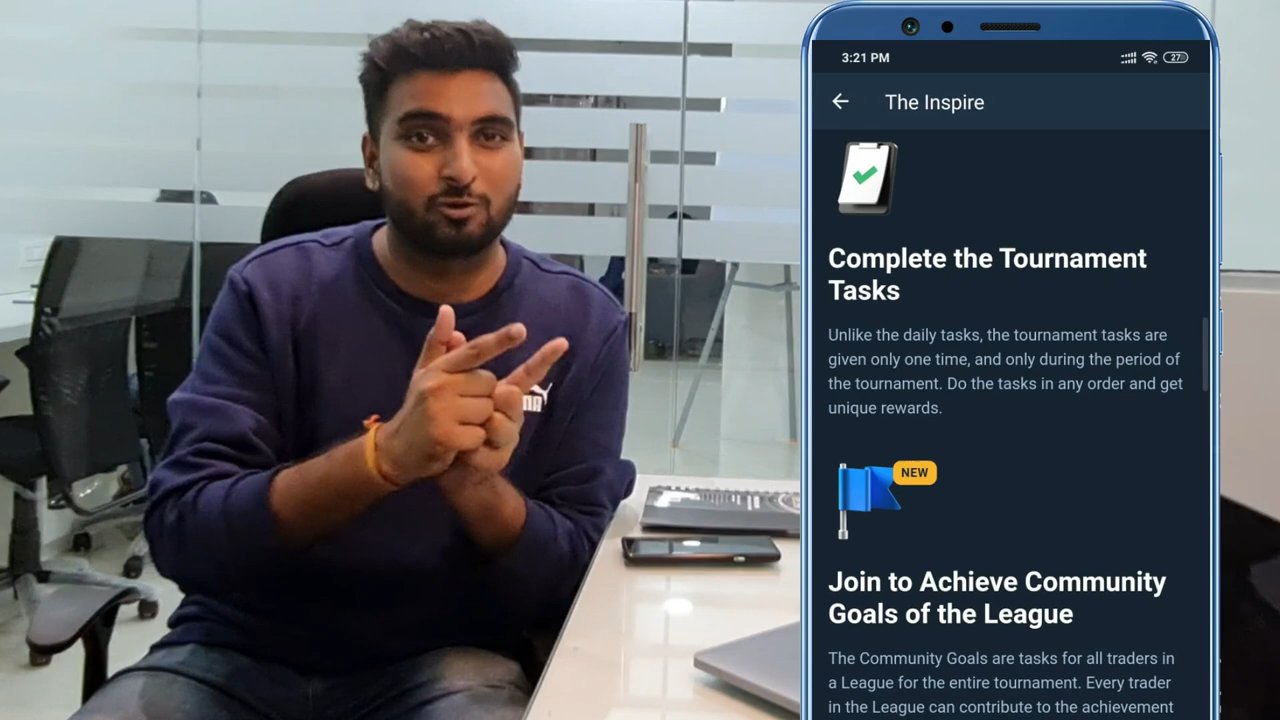 3:21 PM
27
The Inspire
Complete the Tournament
Tasks
Unlike the daily tasks, the tournament tasks are
given only one time, and only during the period of
the tournament. Do the tasks in any order and get
unique rewards.
NEW
Join to Achieve Community
Goals of the League
The Community Goals are tasks for all traders in
a League for the entire tournament. Every trader
in the League can contribute to the achievement